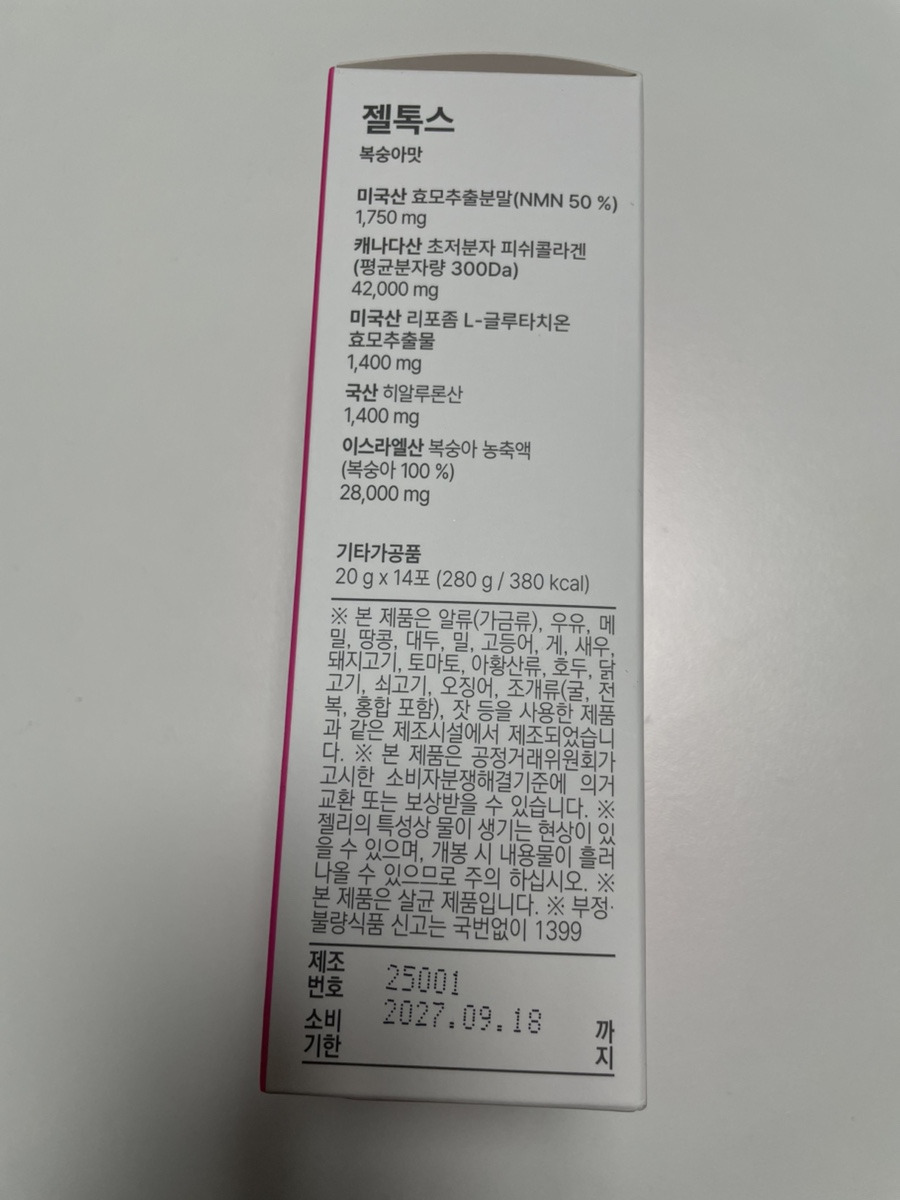 젤톡스
복숭아맛
미국산 효모추출분말(NMN 50 %)
1,750 mg
캐나다산 초저분자 피쉬콜라겐
(평균분자량 300Da)
42,000 mg
미국산 리포좀 L-글루타치온
효모추출물
1,400 mg
국산 히알루론산
1,400 mg
이스라엘산 복숭아 농축액
(복숭아 100 %)
28,000 mg
기타가공품
20 g x 14포 (280 g / 380 kcal)
※ 본 제품은 알류(가금류), 우유, 메
밀, 땅콩, 대두, 밀, 고등어, 게, 새우,
돼지고기, 토마토, 아황산류, 호두, 닭
고기, 쇠고기, 오징어, 조개류(굴, 전
복, 홍합 포함), 잣 등을 사용한 제품
과 같은 제조시설에서 제조되었습니
다. ※ 본 제품은 공정거래위원회가
고시한 소비자분쟁해결기준에 의거
교환 또는 보상받을 수 있습니다. ※
젤리의 특성상 물이 생기는 현상이 있
을 수 있으며, 개봉 시 내용물이 흘러
나올 수 있으므로 주의 하십시오. ※
본 제품은 살균 제품입니다. ※ 부정·
불량식품 신고는 국번없이 1399
제조
번호 25001
소비
기한 2027.09.18 까
지